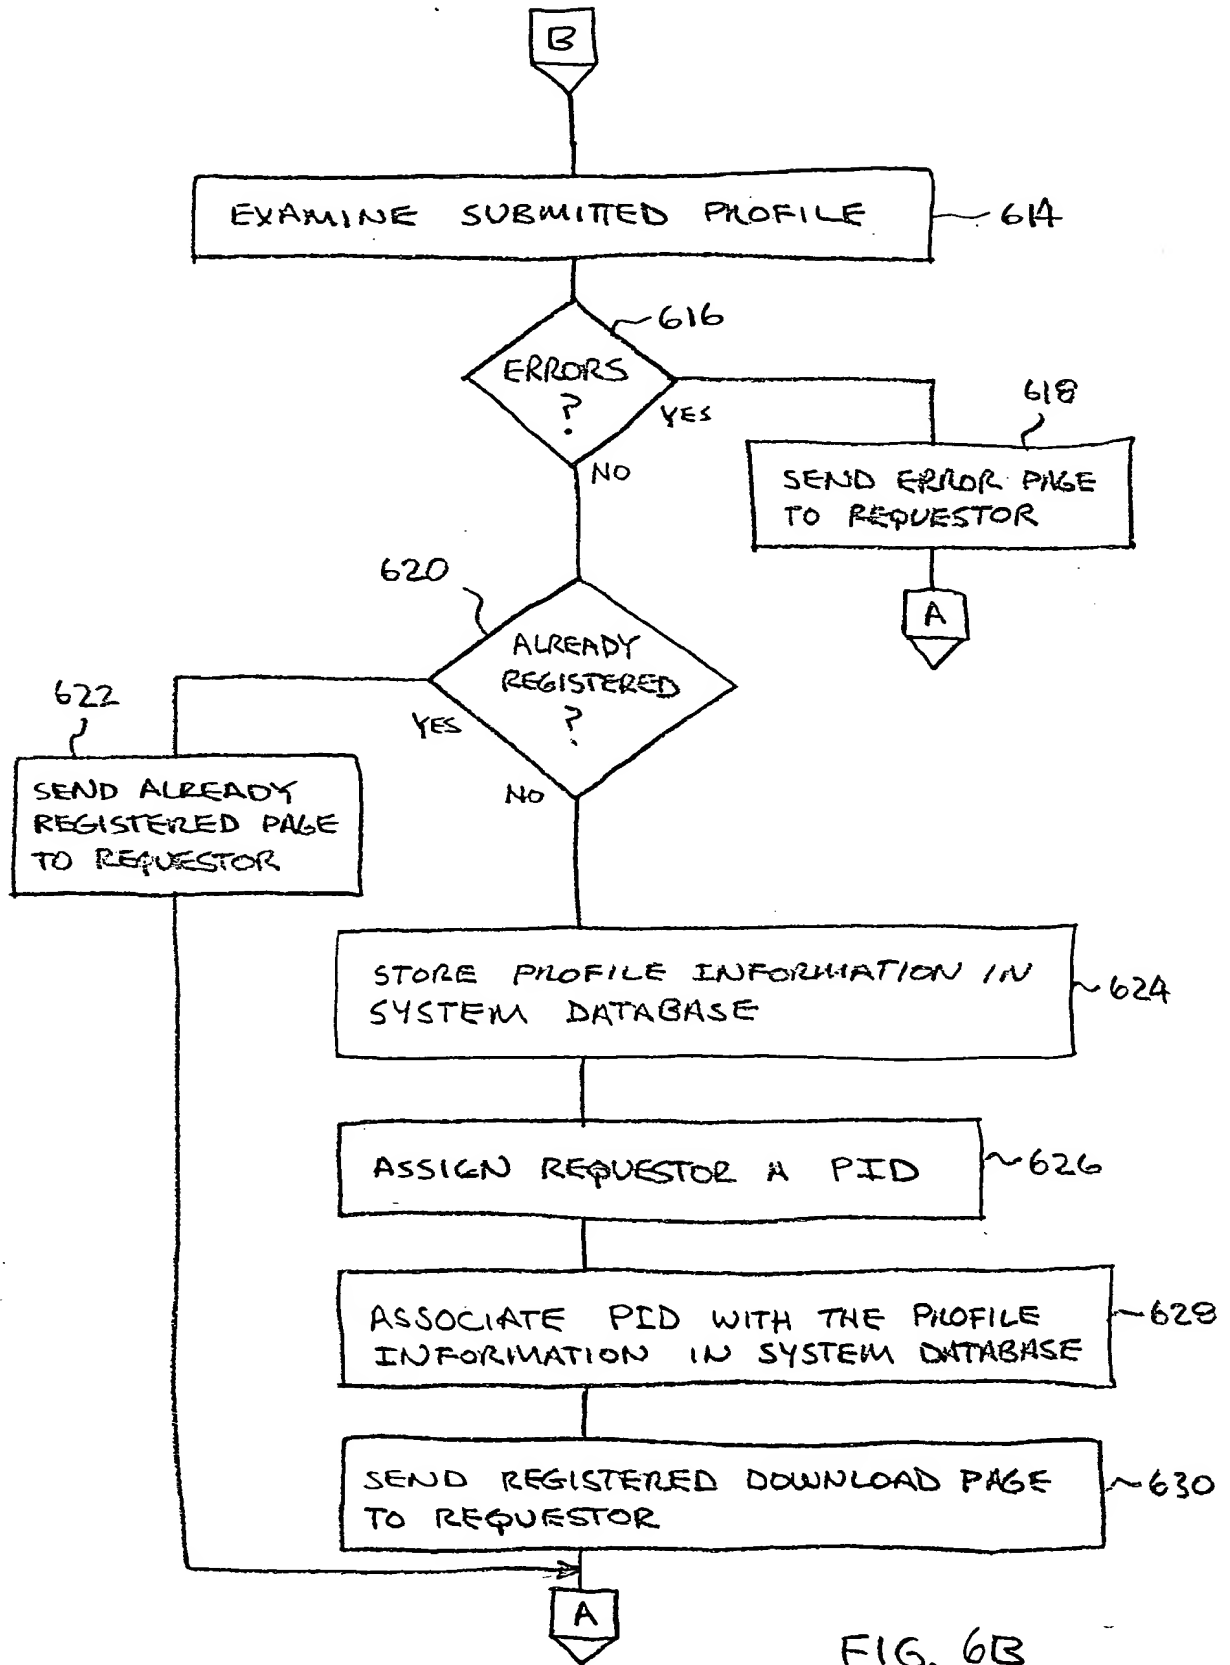 B
EXAMINE SUBMITTED PROFILE
614
616
ERRORS
?
YES
NO
618
SEND ERROR PAGE
TO REQUESTOR
A
620
ALREADY
REGISTERED
?
YES
NO
622
SEND ALREADY
REGISTERED PAGE
TO REQUESTOR
STORE PROFILE INFORMATION IN
SYSTEM DATABASE
624
ASSIGN REQUESTOR A PID
626
ASSOCIATE PID WITH THE PROFILE
INFORMATION IN SYSTEM DATABASE
628
SEND REGISTERED DOWNLOAD PAGE
TO REQUESTOR
630
A
FIG. 6B